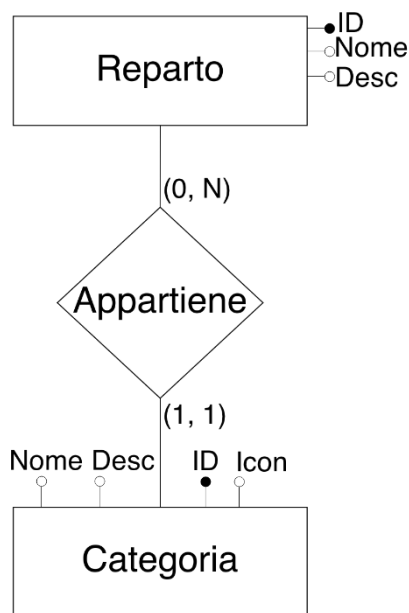 ID
Reparto
Nome
Desc
(0, N)
Appartiene
(1, 1)
Nome Desc ID Icon
Categoria